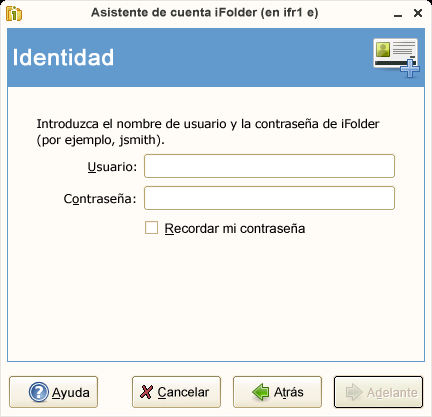 Asistente de cuenta iFolder (en ifr1 e)
Identidad
Introduzca el nombre de usuario y la contraseña de iFolder
(por ejemplo, jsmith).
Usuario:
Contraseña:
Recordar mi contraseña
Ayuda
Cancelar
Atrás
Adelante